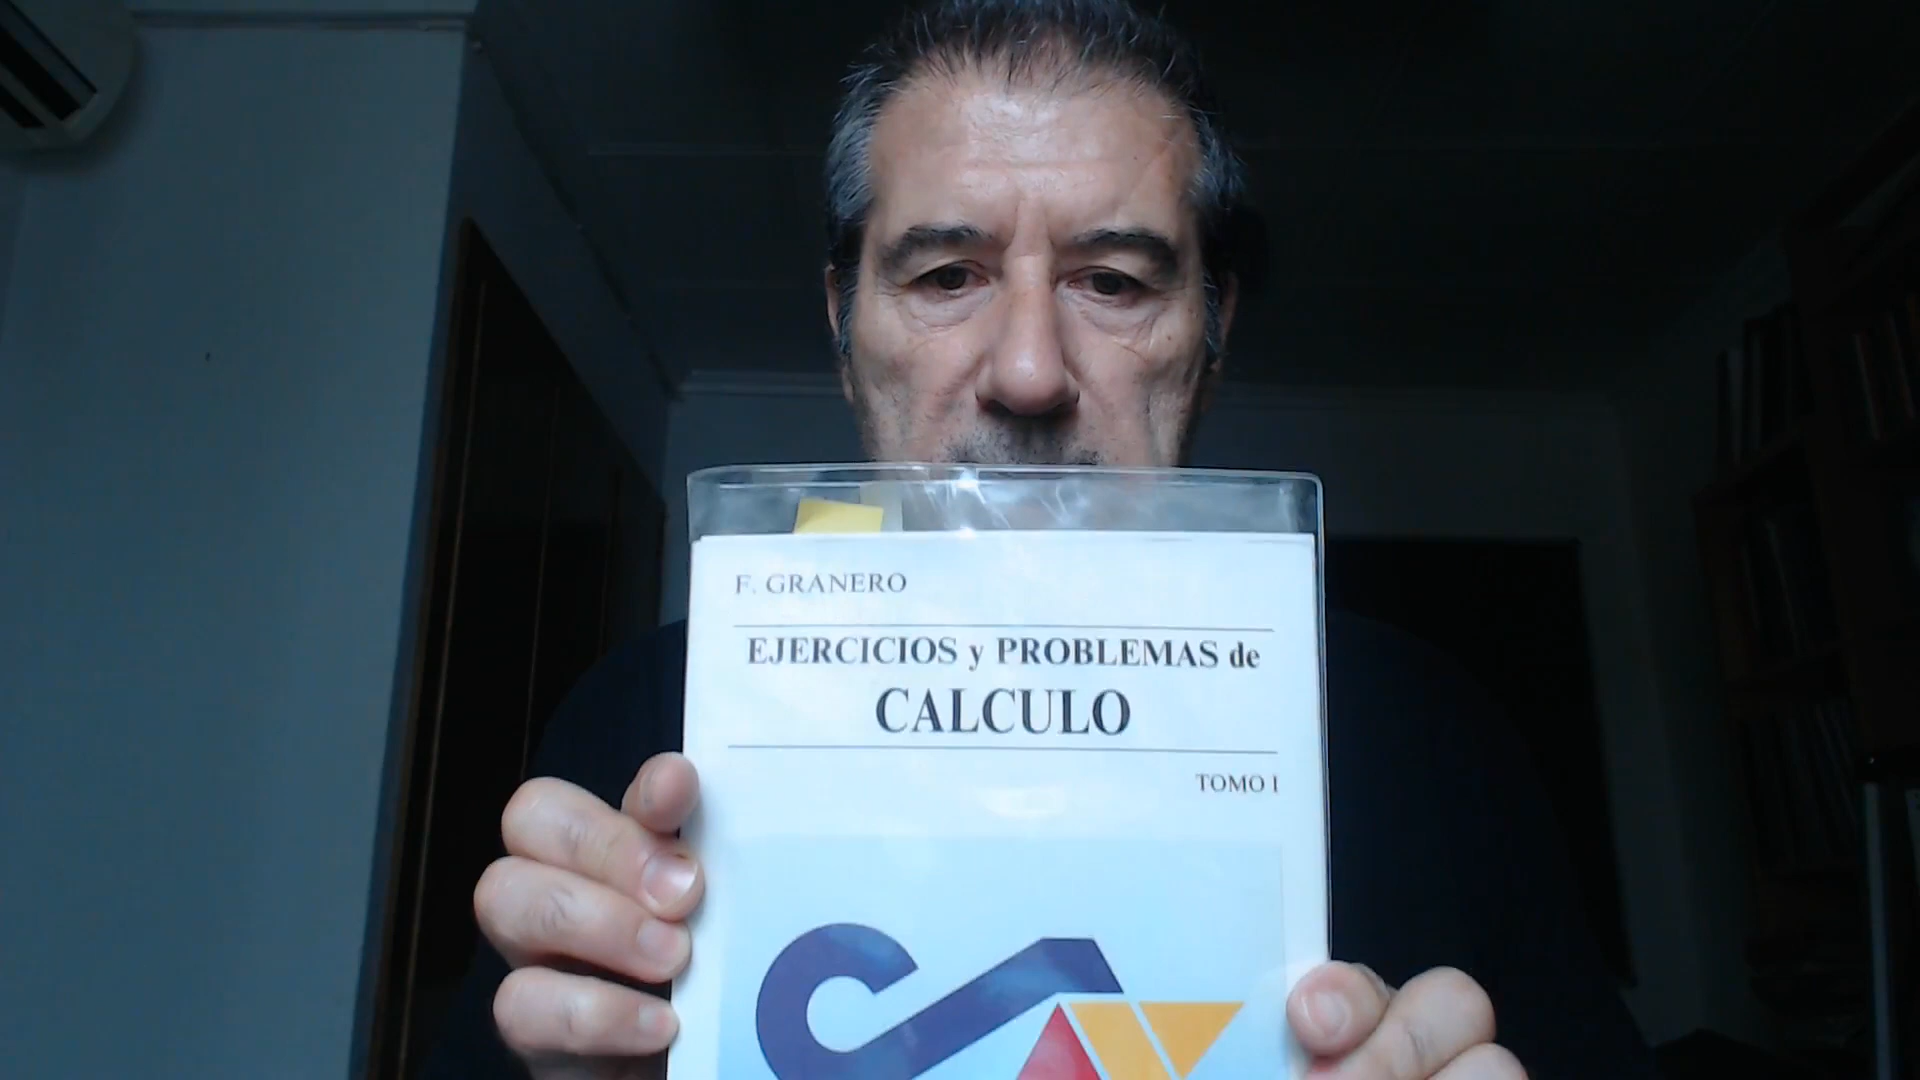 F. GRANERO
EJERCICIOS y PROBLEMAS de
CALCULO
TOMO I